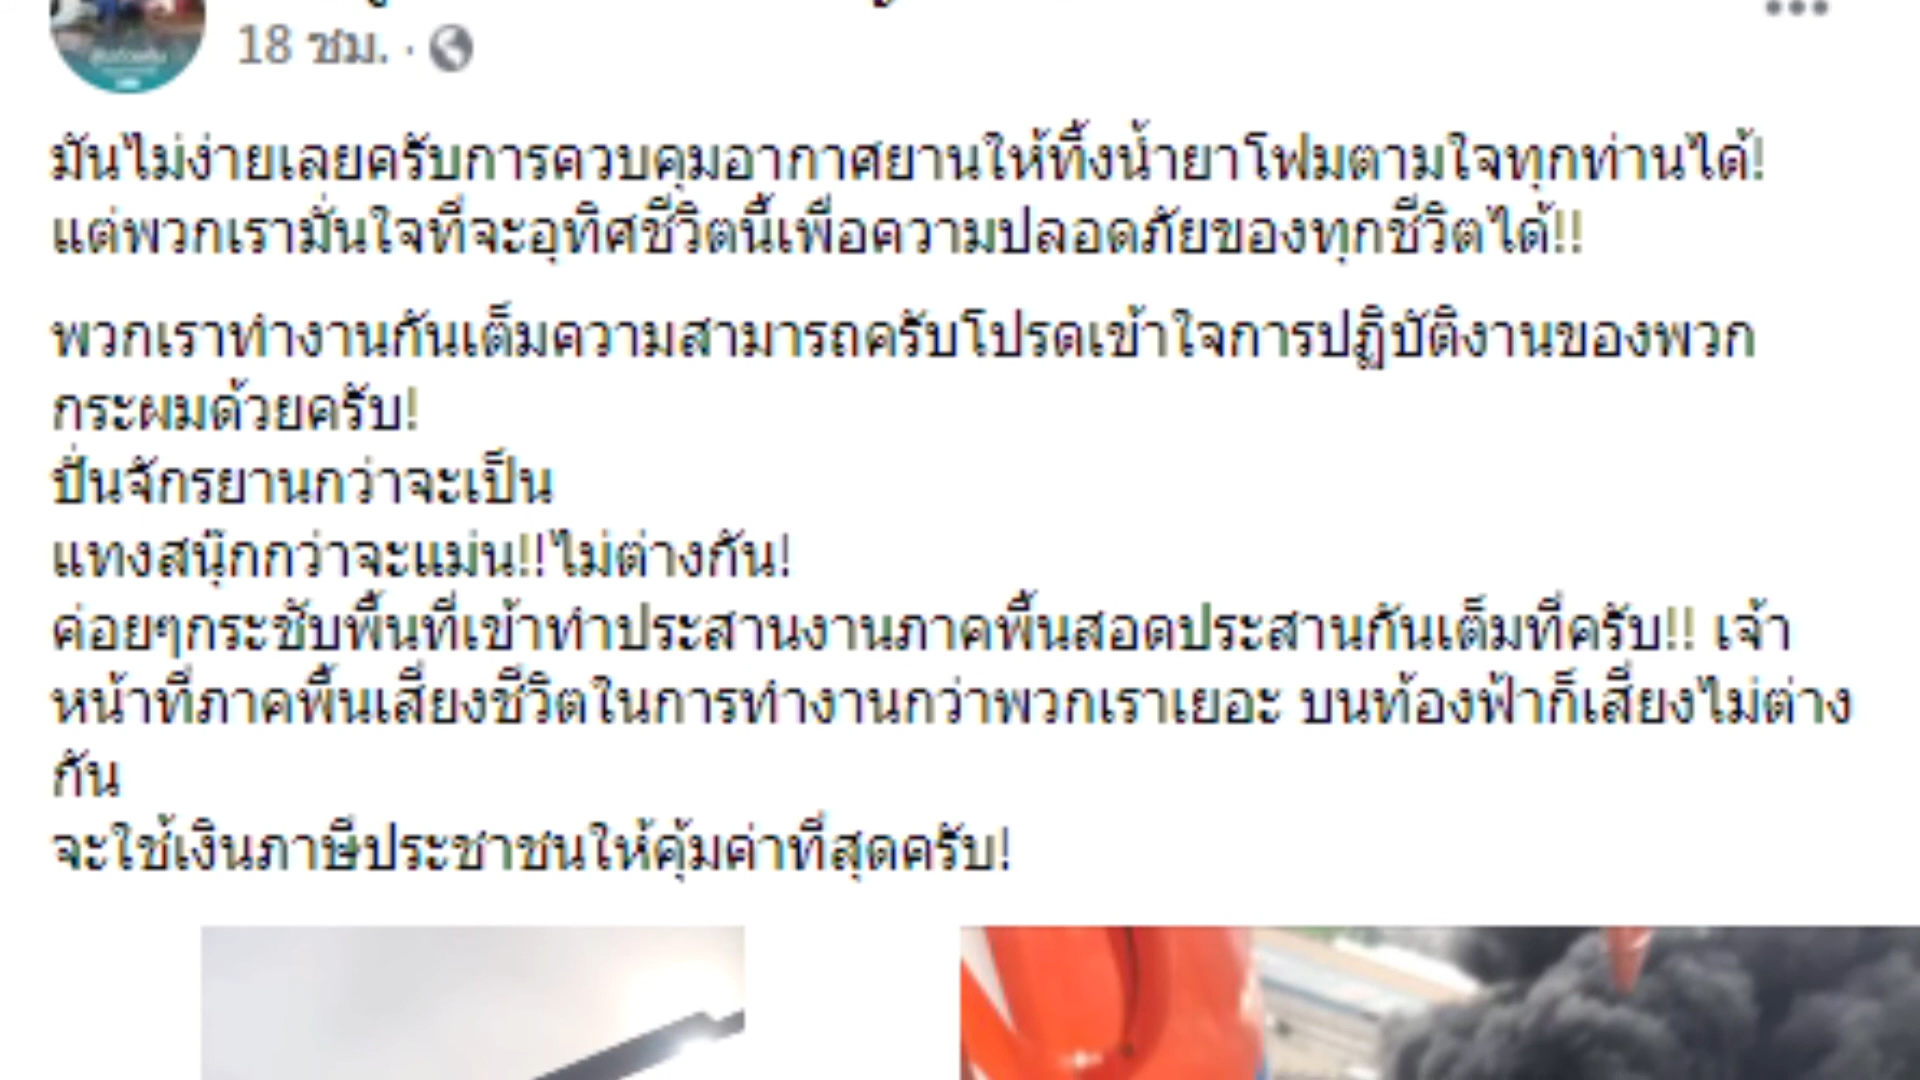 18 ชม. ·
มันไม่ง่ายเลยครับการควบคุมอากาศยานให้ทิ้งน้ำยาโฟมตามใจทุกท่านได้!
แต่พวกเรามั่นใจที่จะอุทิศชีวิตนี้เพื่อความปลอดภัยของทุกชีวิตได้!!
พวกเราทำงานกันเต็มความสามารถครับโปรดเข้าใจการปฏิบัติงานของพวก
กระผมด้วยครับ!
ปั่นจักรยานกว่าจะเป็น
แทงสนุ๊กกว่าจะแม่น!!ไม่ต่างกัน!
ค่อยๆกระชับพื้นที่เข้าทำประสานงานภาคพื้นสอดประสานกันเต็มที่ครับ!! เจ้า
หน้าที่ภาคพื้นเสี่ยงชีวิตในการทำงานกว่าพวกเราเยอะ บนท้องฟ้าก็เสี่ยงไม่ต่าง
กัน
จะใช้เงินภาษีประชาชนให้คุ้มค่าที่สุดครับ!